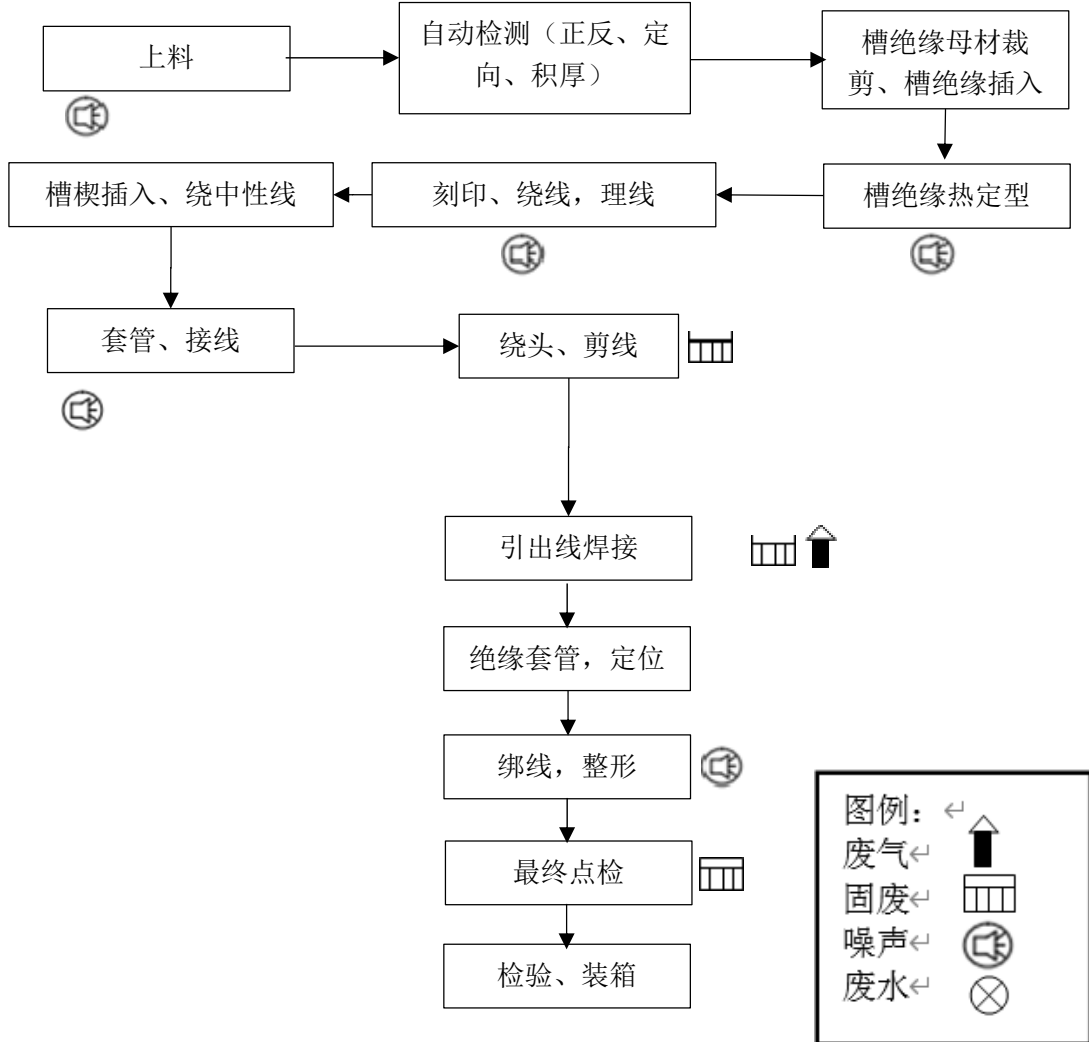 上料
自动检测（正反、定
向、积厚）
槽绝缘母材裁
剪、槽绝缘插入
槽楔插入、绕中性线
刻印、绕线，理线
槽绝缘热定型
套管、接线
绕头、剪线
引出线焊接
绝缘套管，定位
绑线，整形
最终点检
检验、装箱
图例：↵
废气↵
固废↵
噪声↵
废水↵